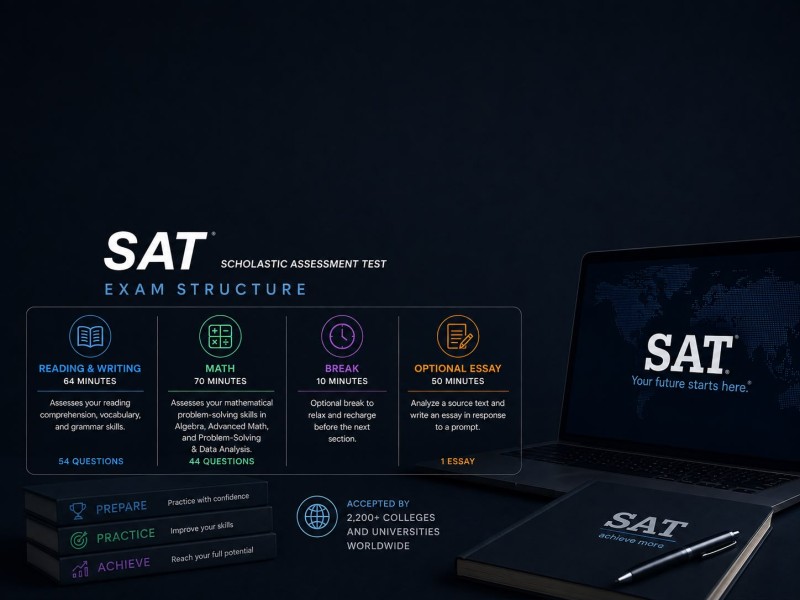 SAT®
SCHOLASTIC ASSESSMENT TEST
EXAM STRUCTURE
READING & WRITING
64 MINUTES
Assesses your reading
comprehension, vocabulary,
and grammar skills.
54 QUESTIONS
MATH
70 MINUTES
Assesses your mathematical
problem-solving skills in
Algebra, Advanced Math,
and Problem-Solving
& Data Analysis.
44 QUESTIONS
BREAK
10 MINUTES
Optional break to
relax and recharge
before the next
section.
OPTIONAL ESSAY
50 MINUTES
Analyze a source text and
write an essay in response
to a prompt.
1 ESSAY
SAT®
Your future starts here.®
PREPARE Practice with confidence
PRACTICE Improve your skills
ACHIEVE Reach your full potential
ACCEPTED BY
2,200+ COLLEGES
AND UNIVERSITIES
WORLDWIDE
SAT
achieve more